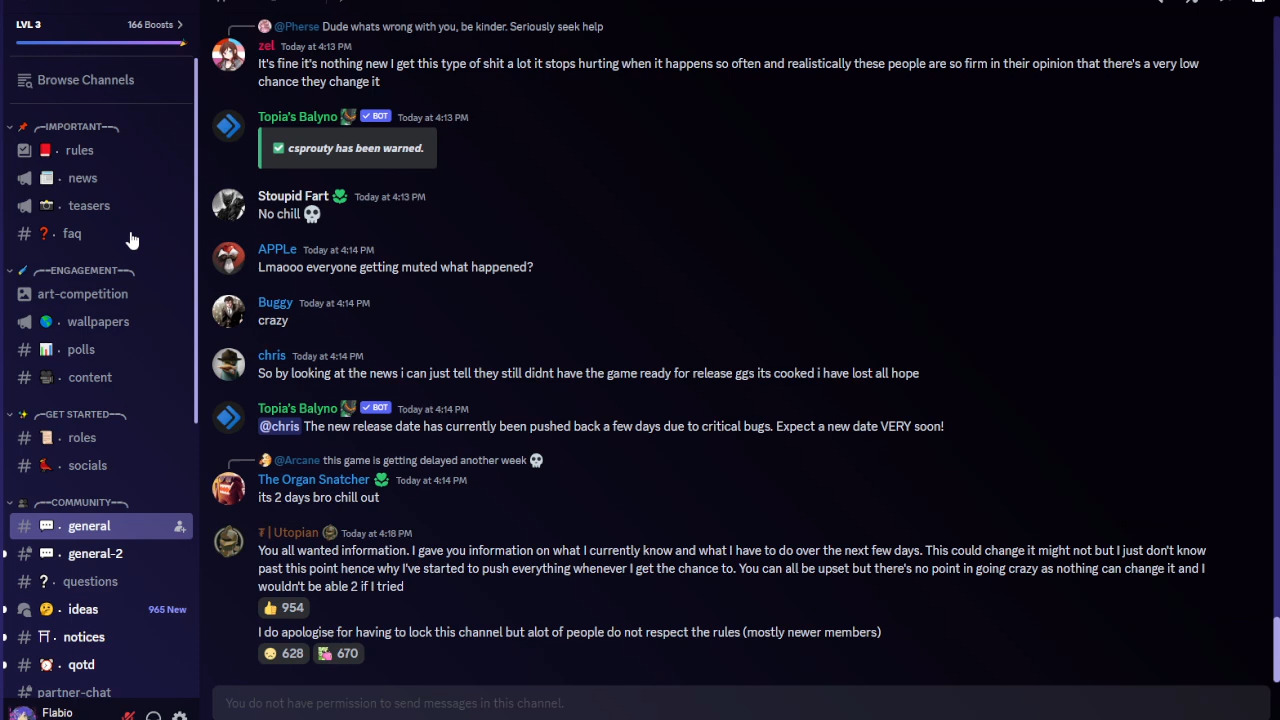 LVL 3
166 Boosts
Browse Channels
IMPORTANT
rules
news
teasers
faq
ENGAGEMENT
art-competition
wallpapers
polls
content
GET STARTED
roles
socials
COMMUNITY
general
general-2
questions
ideas
965 New
notices
qotd
partner-chat
Flabio
@Pherse Dude whats wrong with you, be kinder. Seriously seek help
zel Today at 4:13 PM
It's fine it's nothing new I get this type of shit a lot it stops hurting when it happens so often and realistically these people are so firm in their opinion that there's a very low
chance they change it
Topia's Balyno BOT Today at 4:13 PM
csprouty has been warned.
Stoupid Fart Today at 4:13 PM
No chill
APPLe Today at 4:14 PM
Lmaooo everyone getting muted what happened?
Buggy Today at 4:14 PM
crazy
chris Today at 4:14 PM
So by looking at the news i can just tell they still didnt have the game ready for release ggs its cooked i have lost all hope
Topia's Balyno BOT Today at 4:14 PM
@chris The new release date has currently been pushed back a few days due to critical bugs. Expect a new date VERY soon!
@Arcane this game is getting delayed another week
The Organ Snatcher Today at 4:14 PM
its 2 days bro chill out
₮ | Utopian Today at 4:18 PM
You all wanted information. I gave you information on what I currently know and what I have to do over the next few days. This could change it might not but I just don't know
past this point hence why I've started to push everything whenever I get the chance to. You can all be upset but there's no point in going crazy as nothing can change it and I
wouldn't be able 2 if I tried
954
I do apologise for having to lock this channel but alot of people do not respect the rules (mostly newer members)
628 670
You do not have permission to send messages in this channel.